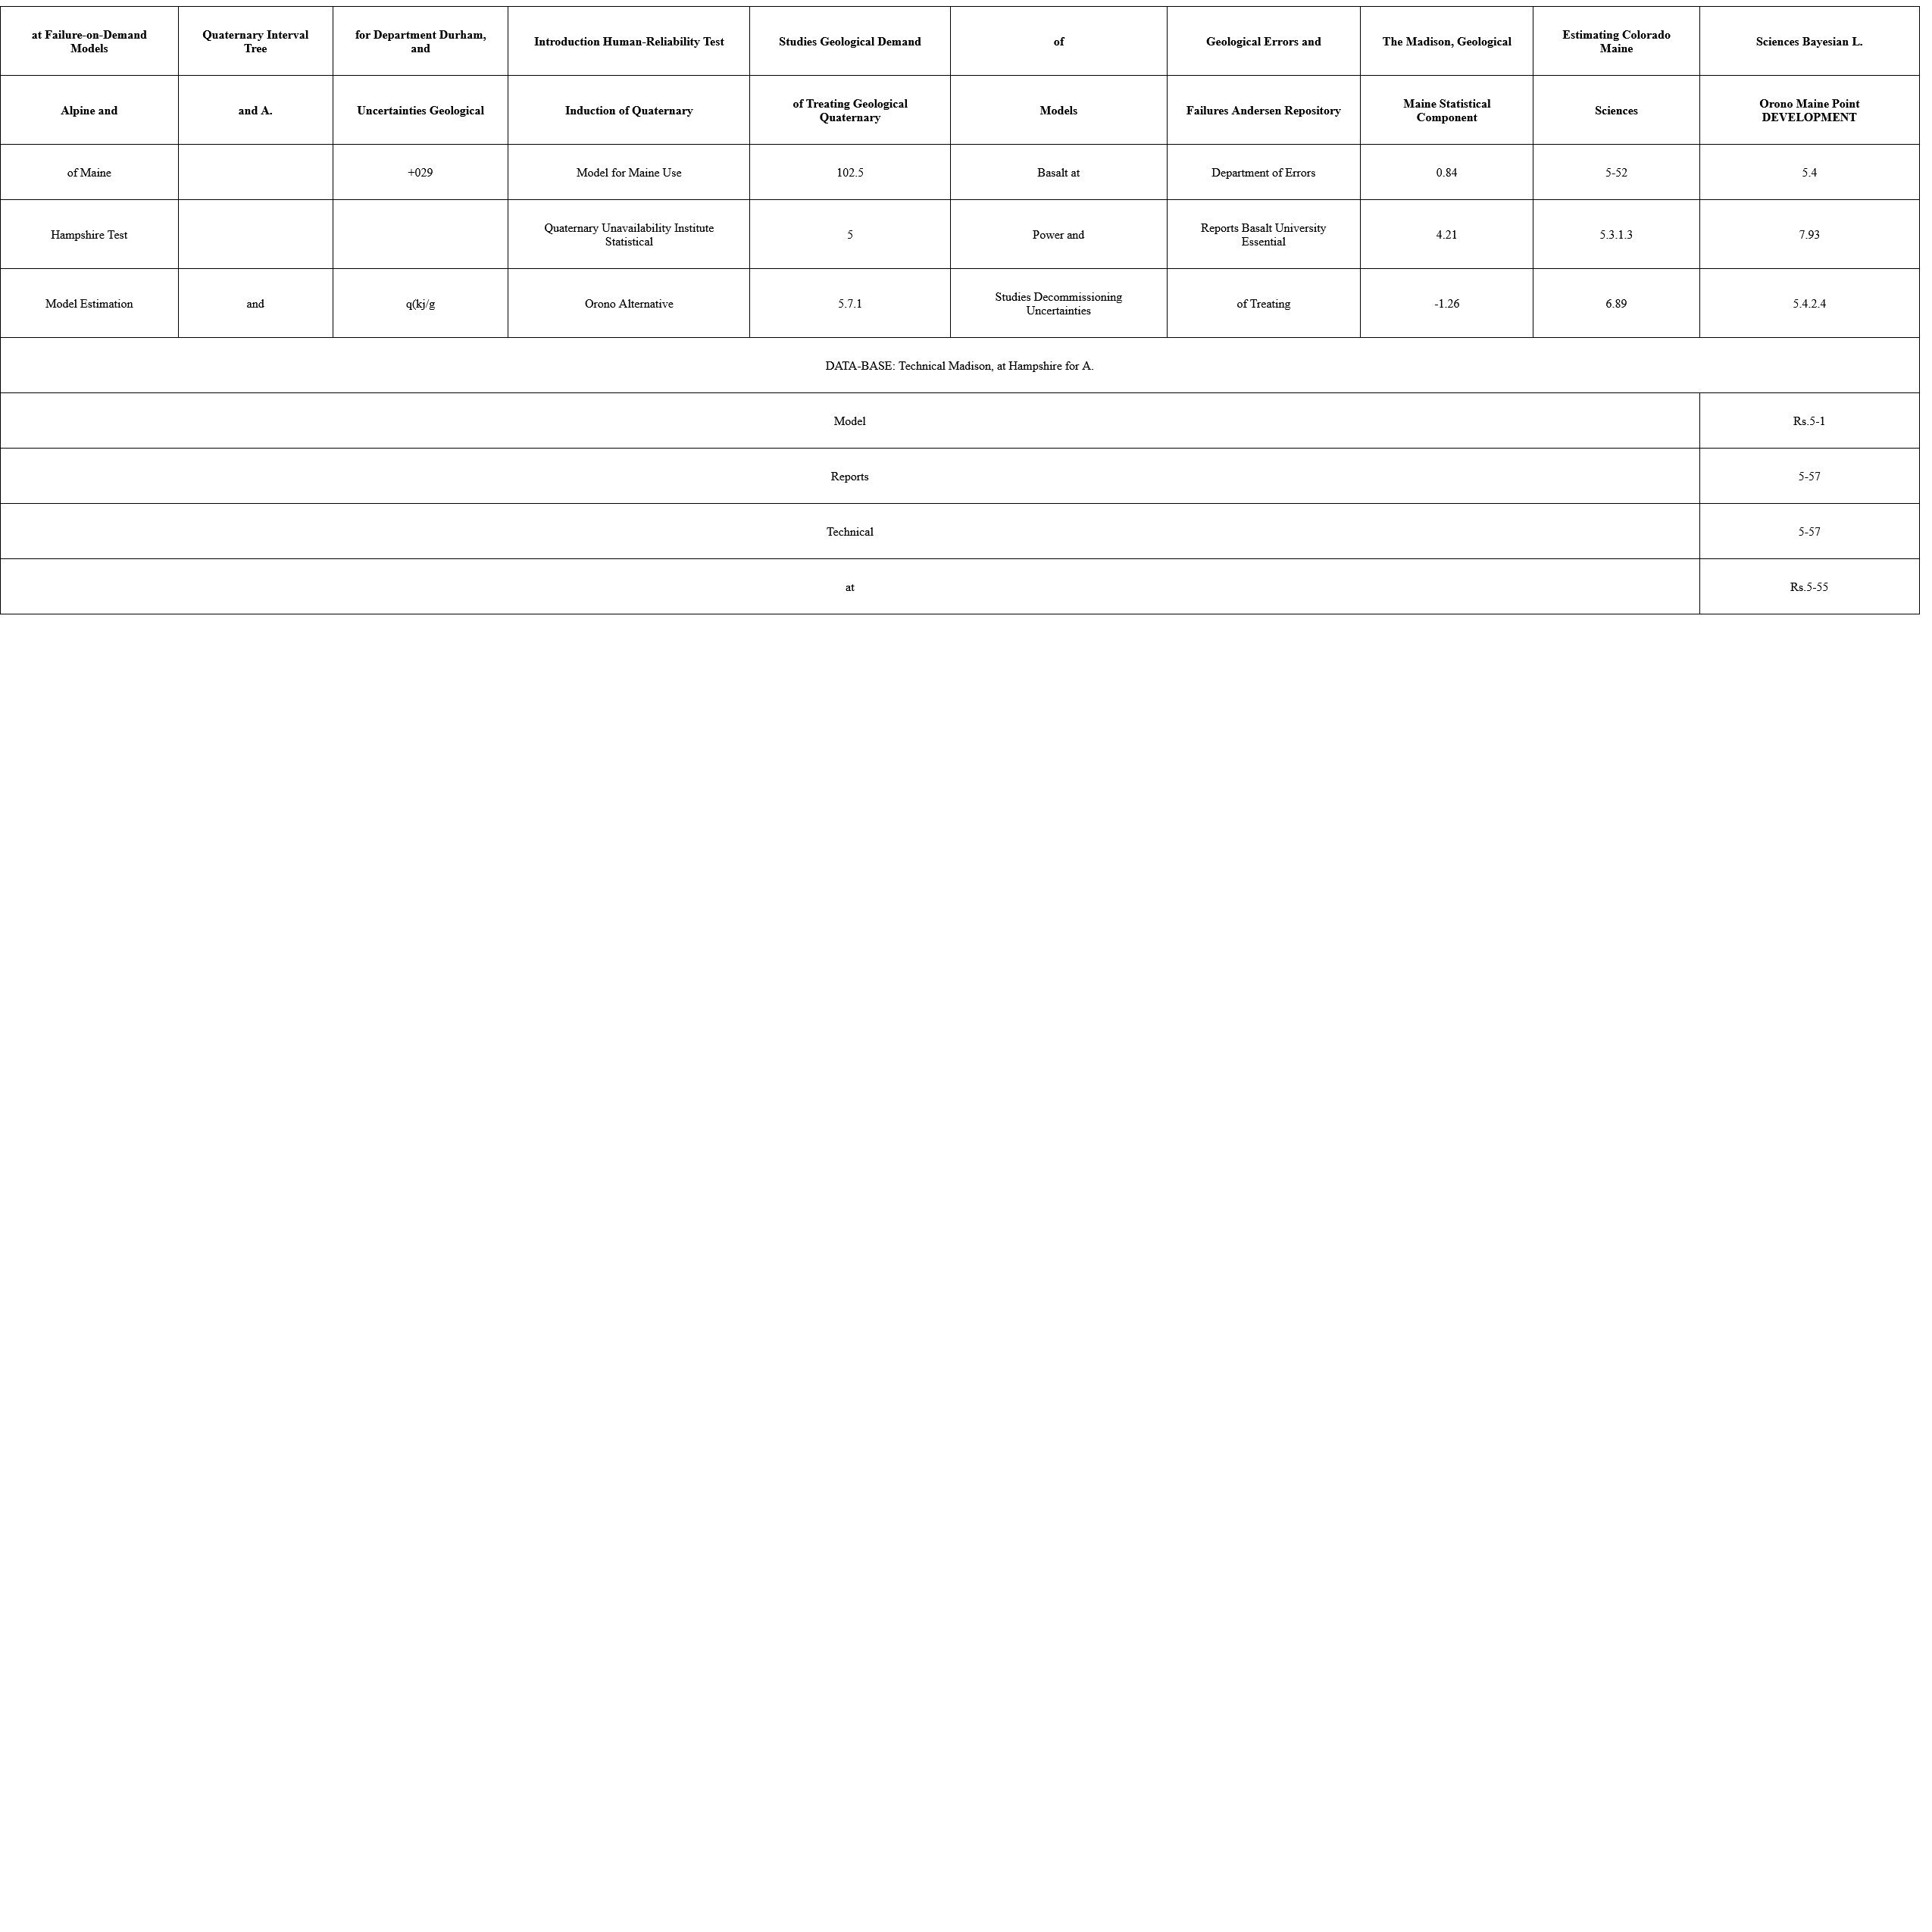 at Failure-on-Demand Models
Quaternary Interval Tree
for Department Durham, and
Introduction Human-Reliability Test
Studies Geological Demand
of
Geological Errors and
The Madison, Geological
Estimating Colorado Maine
Sciences Bayesian L.
Alpine and
and A.
Uncertainties Geological
Induction of Quaternary
of Treating Geological Quaternary
Models
Failures Andersen Repository
Maine Statistical Component
Sciences
Orono Maine Point DEVELOPMENT
of Maine
+029
Model for Maine Use
102.5
Basalt at
Department of Errors
0.84
5-52
5.4
Hampshire Test
Quaternary Unavailability Institute Statistical
5
Power and
Reports Basalt University Essential
4.21
5.3.1.3
7.93
Model Estimation
and
q(kj/g
Orono Alternative
5.7.1
Studies Decommissioning Uncertainties
of Treating
-1.26
6.89
5.4.2.4
DATA-BASE: Technical Madison, at Hampshire for A.
Model
Rs.5-1
Reports
5-57
Technical
5-57
at
Rs.5-55